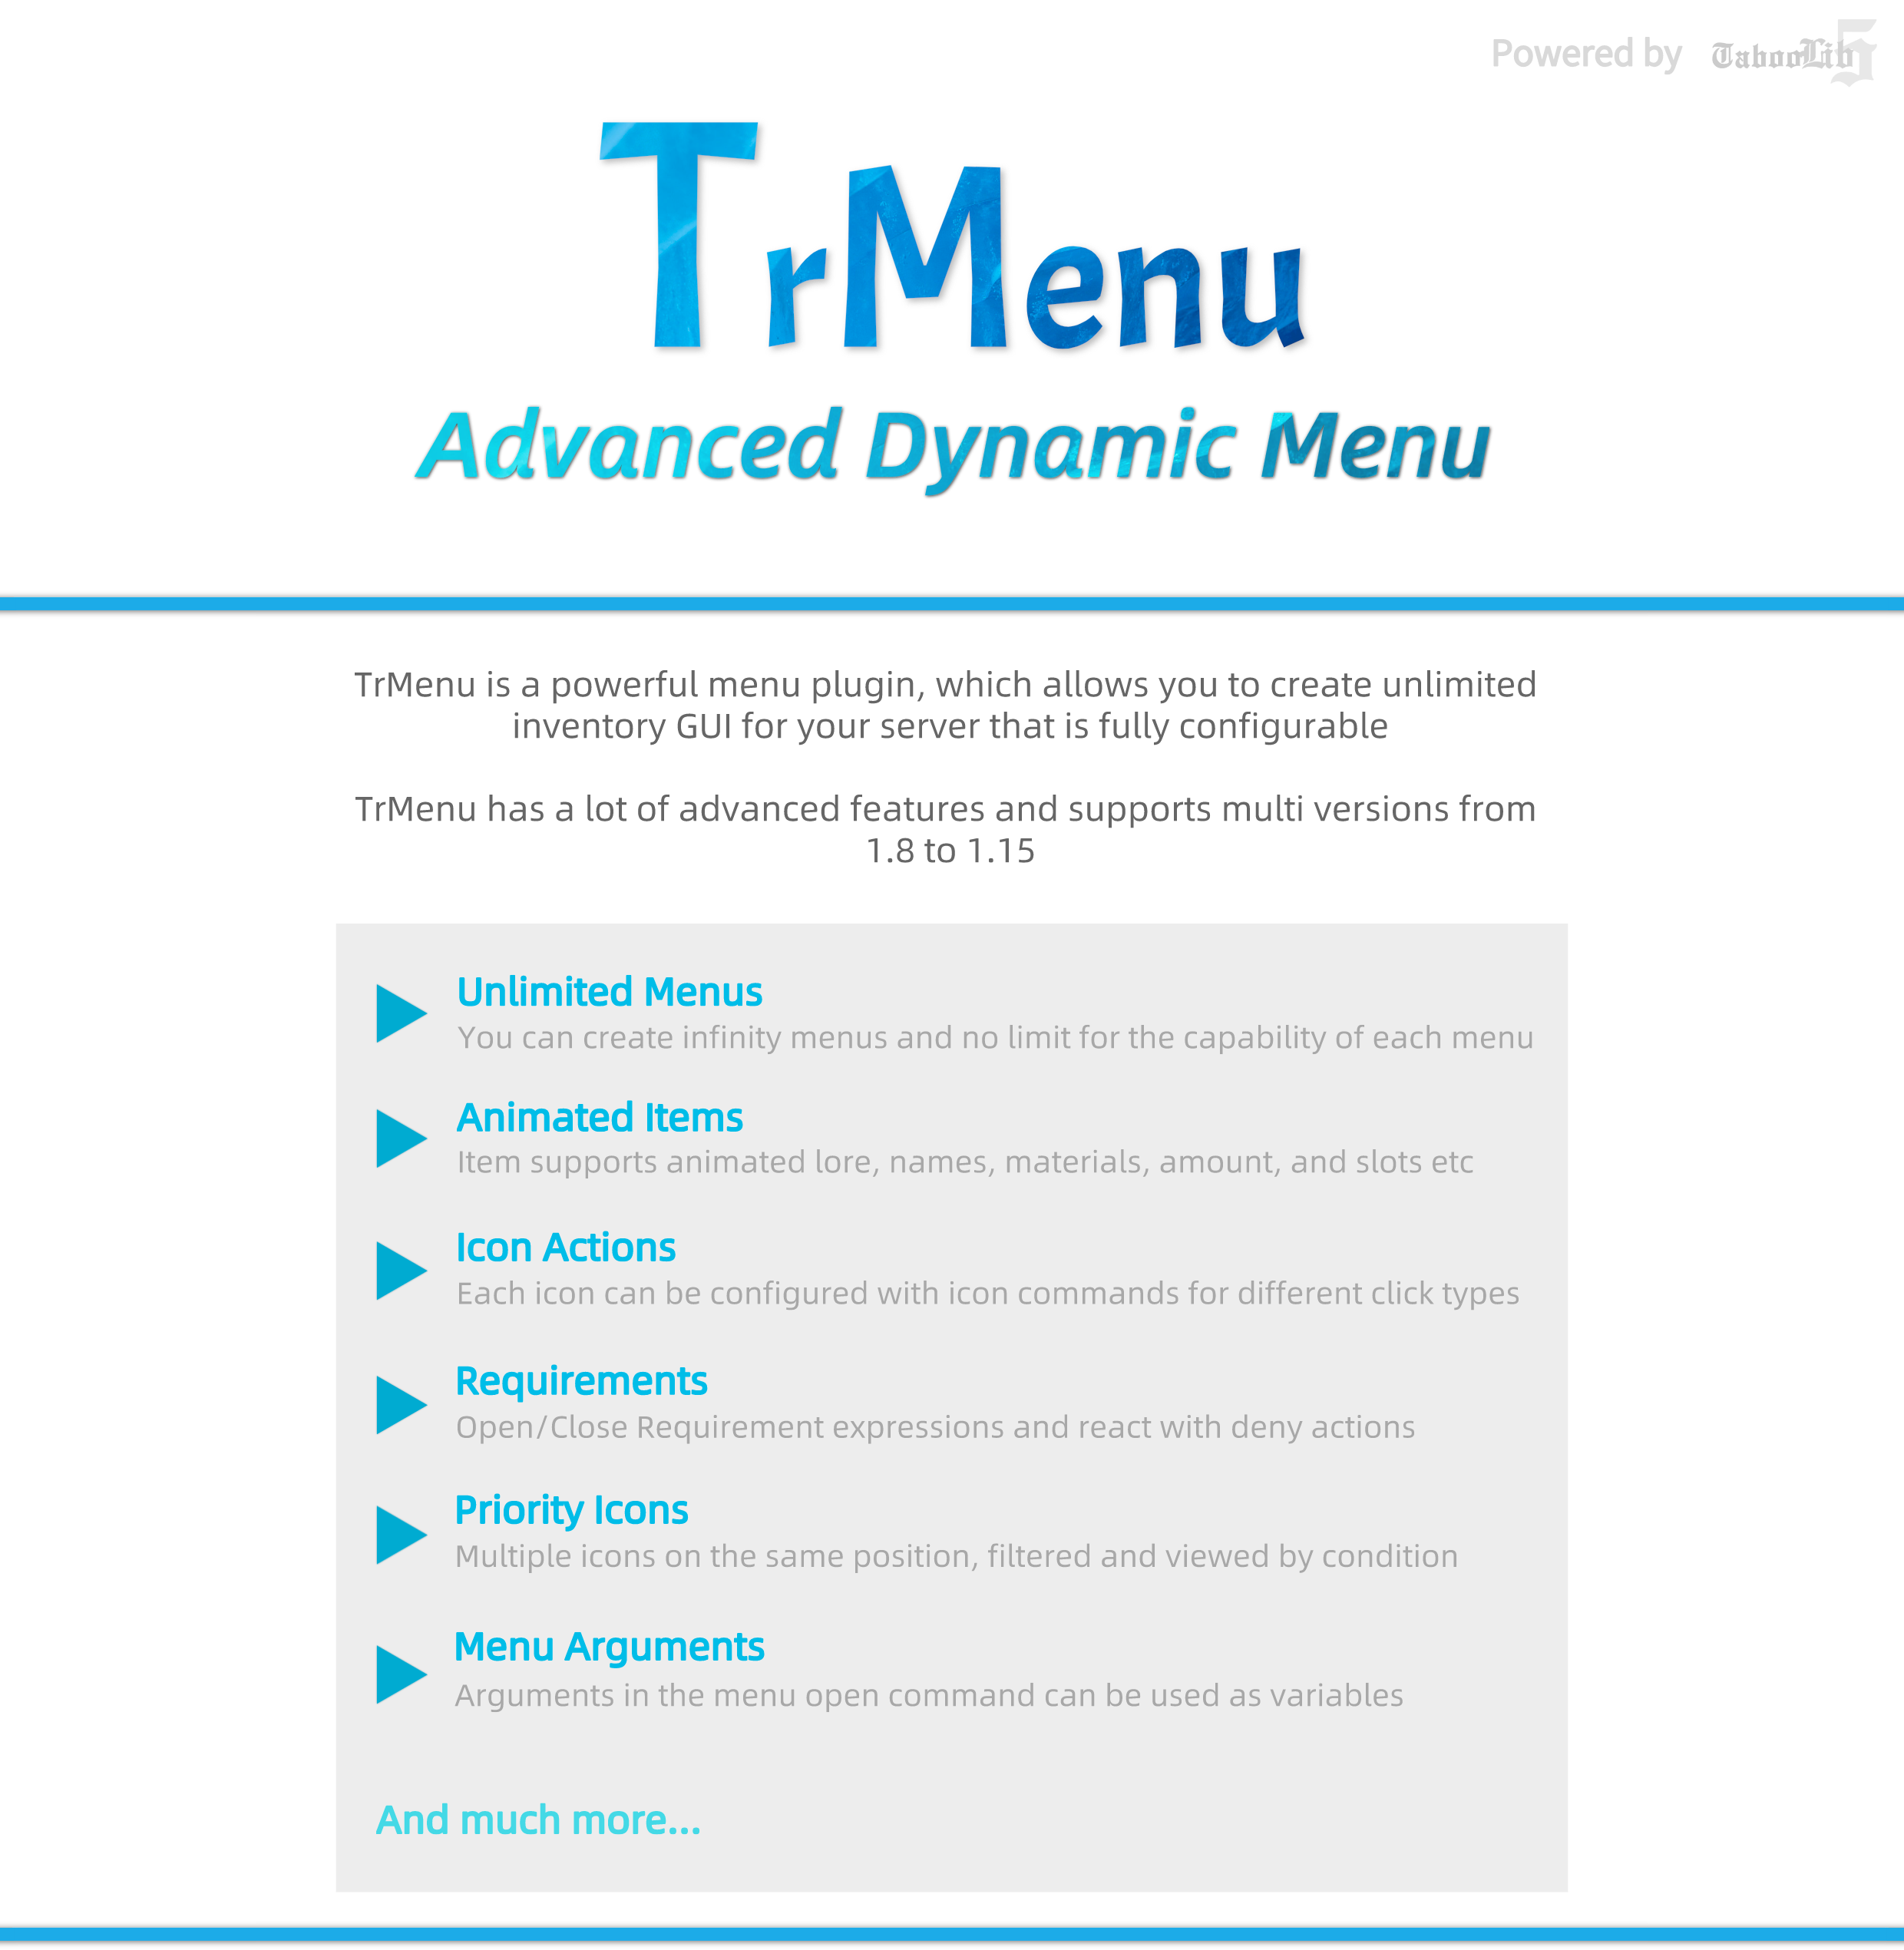 Powered by TabooLib 5
TrMenu
Advanced Dynamic Menu
TrMenu is a powerful menu plugin, which allows you to create unlimited
inventory GUI for your server that is fully configurable
TrMenu has a lot of advanced features and supports multi versions from
1.8 to 1.15
Unlimited Menus
You can create infinity menus and no limit for the capability of each menu
Animated Items
Item supports animated lore, names, materials, amount, and slots etc
Icon Actions
Each icon can be configured with icon commands for different click types
Requirements
Open/Close Requirement expressions and react with deny actions
Priority Icons
Multiple icons on the same position, filtered and viewed by condition
Menu Arguments
Arguments in the menu open command can be used as variables
And much more...